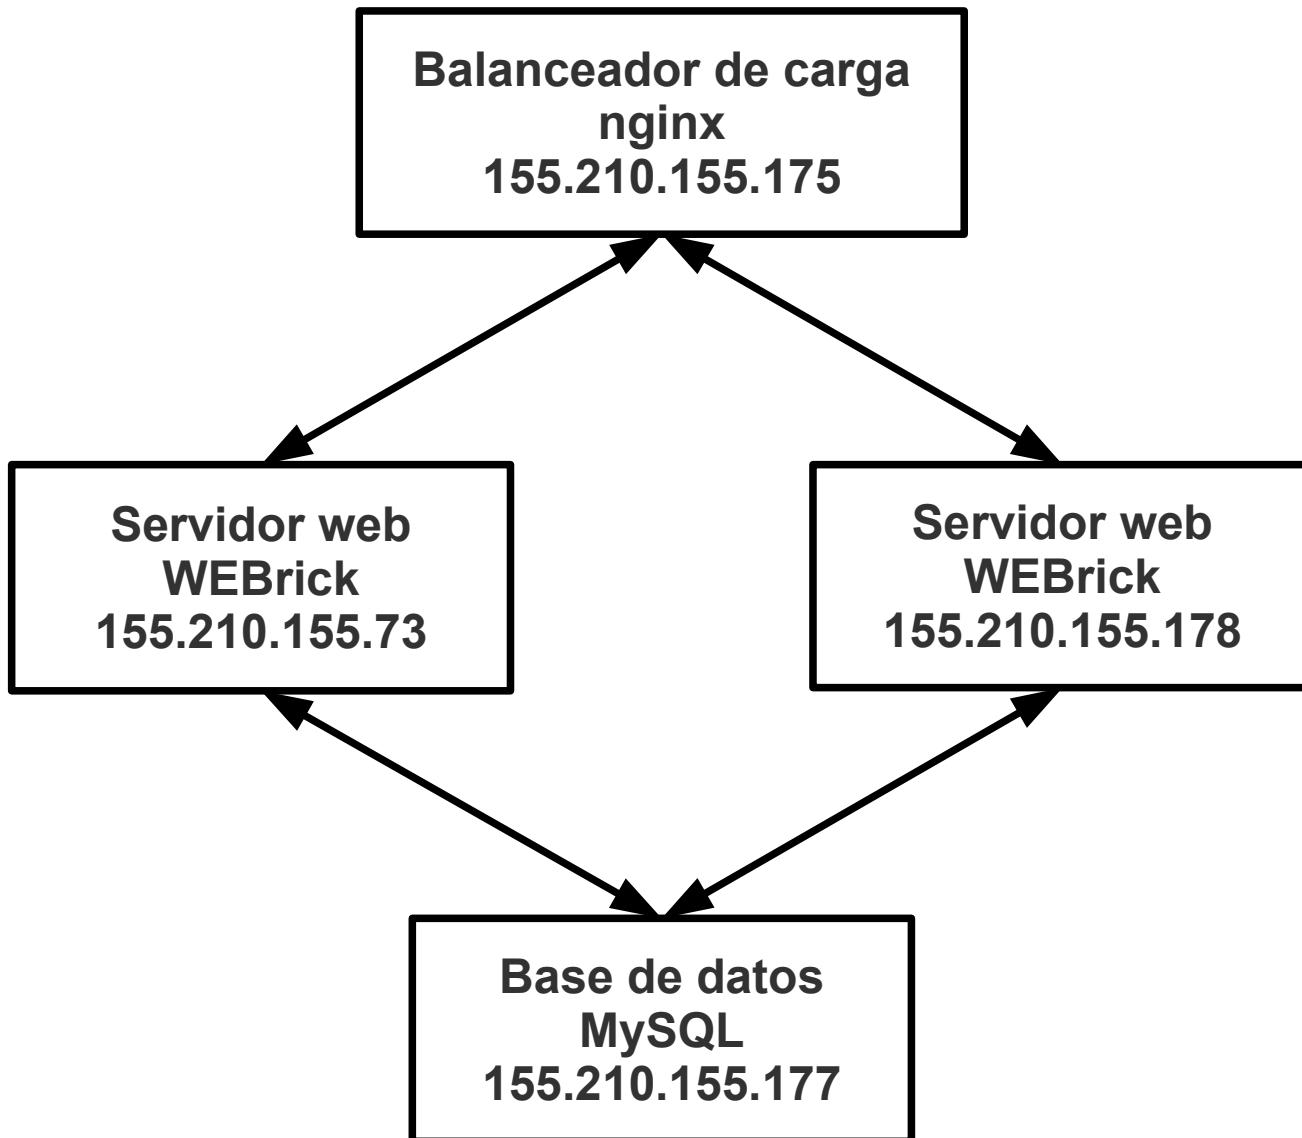 Balanceador de carga
nginx
155.210.155.175
Servidor web
WEBrick
155.210.155.73
Servidor web
WEBrick
155.210.155.178
Base de datos
MySQL
155.210.155.177